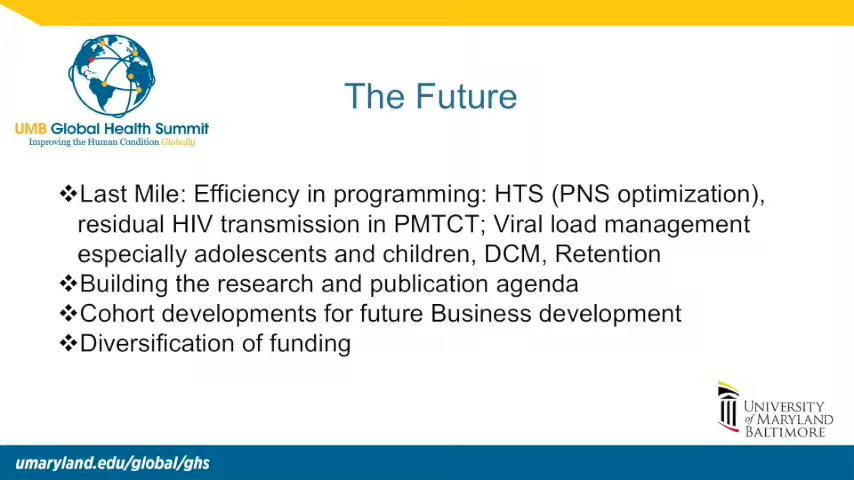 UMB Global Health Summit
Improving the Human Condition Globally
The Future
❖Last Mile: Efficiency in programming: HTS (PNS optimization),
residual HIV transmission in PMTCT; Viral load management
especially adolescents and children, DCM, Retention
❖Building the research and publication agenda
❖Cohort developments for future Business development
❖Diversification of funding
UNIVERSITY
of MARYLAND
BALTIMORE
umaryland.edu/global/ghs